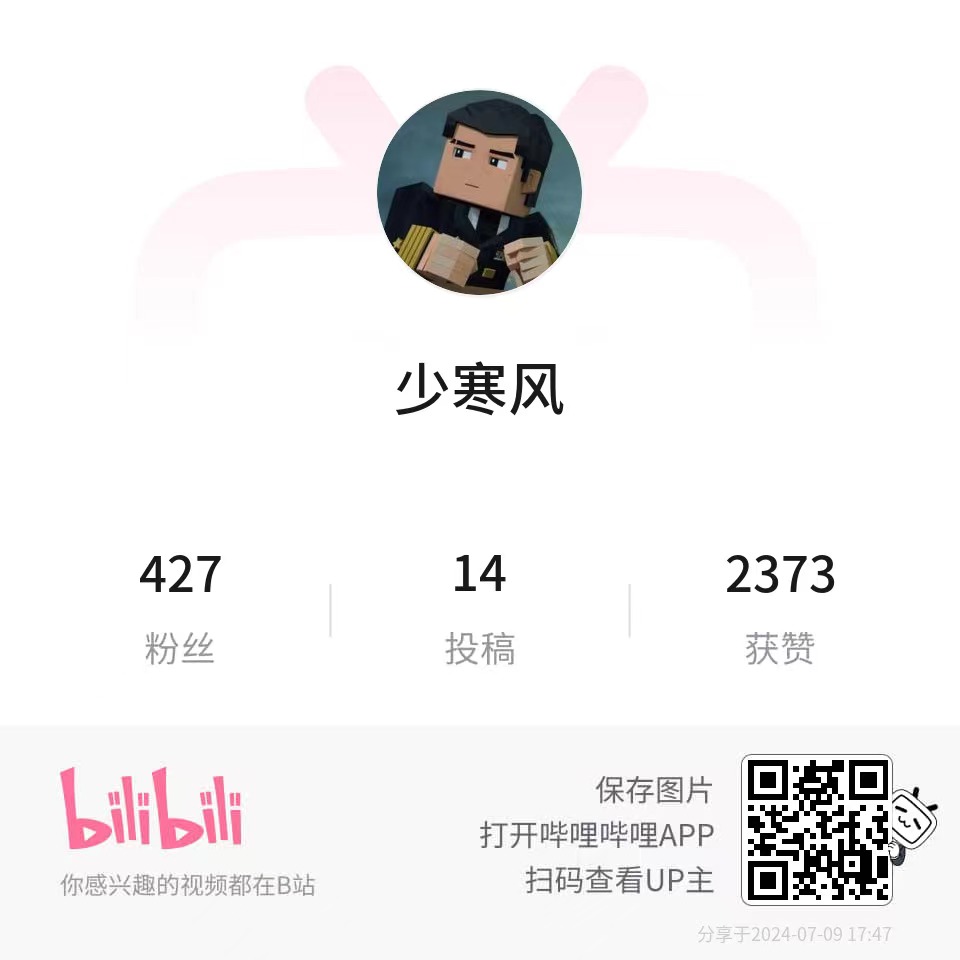 少寒风
427
14
2373
粉丝
投稿
获赞
bilibili
你感兴趣的视频都在B站
保存图片
打开哔哩哔哩APP
扫码查看UP主
分享于2024-07-09 17:47